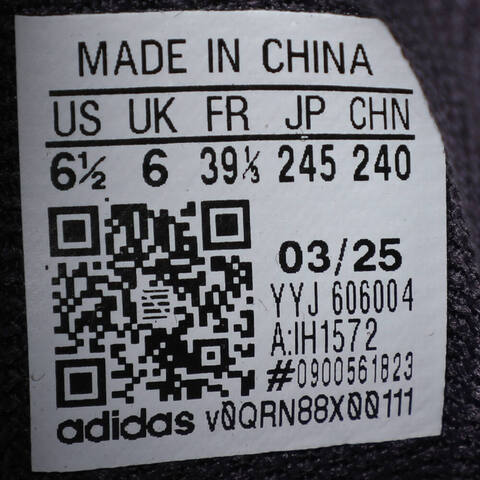 MADE IN CHINA
US UK FR JP CHN
6½ 6 39⅓ 245 240
03/25
YYJ 606004
A:IH1572
#0900561823
adidas v0QRN88X00111